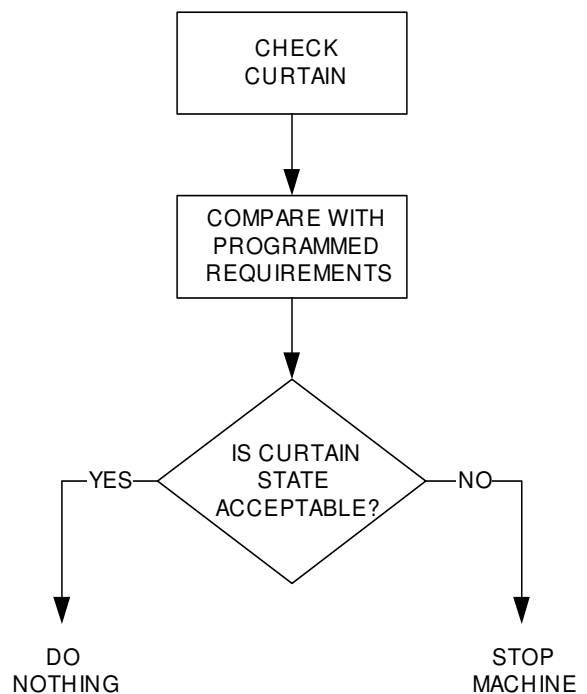 CHECK
CURTAIN
COMPARE WITH
PROGRAMMED
REQUIREMENTS
IS CURTAIN
STATE
ACCEPTABLE?
YES
NO
DO
NOTHING
STOP
MACHINE